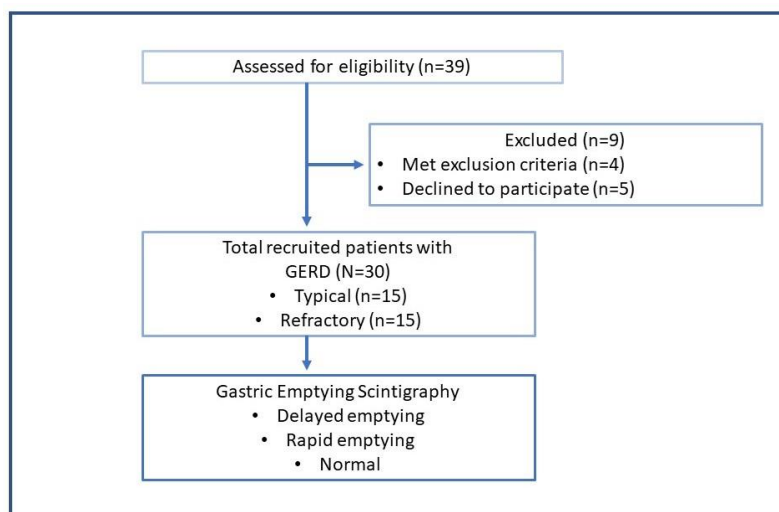 Assessed for eligibility (n=39)
Excluded (n=9)
• Met exclusion criteria (n=4)
• Declined to participate (n=5)
Total recruited patients with
GERD (N=30)
• Typical (n=15)
• Refractory (n=15)
Gastric Emptying Scintigraphy
• Delayed emptying
• Rapid emptying
• Normal